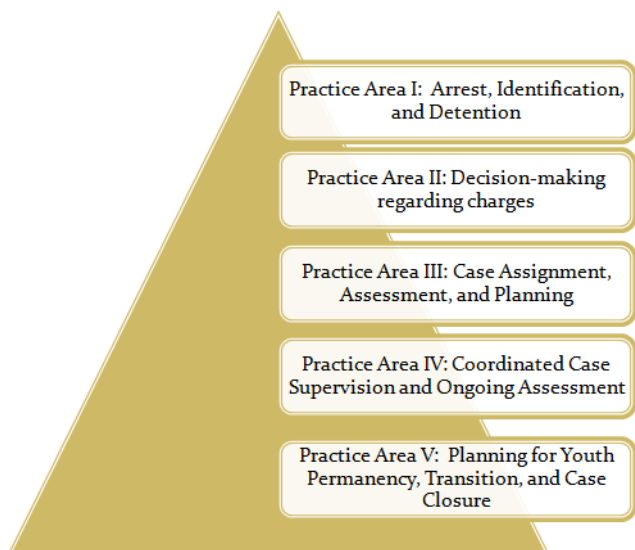 Practice Area I:  Arrest, Identification,
and Detention
Practice Area II: Decision-making
regarding charges
Practice Area III: Case Assignment,
Assessment, and Planning
Practice Area IV: Coordinated Case
Supervision and Ongoing Assessment
Practice Area V:  Planning for Youth
Permanency, Transition, and Case
Closure